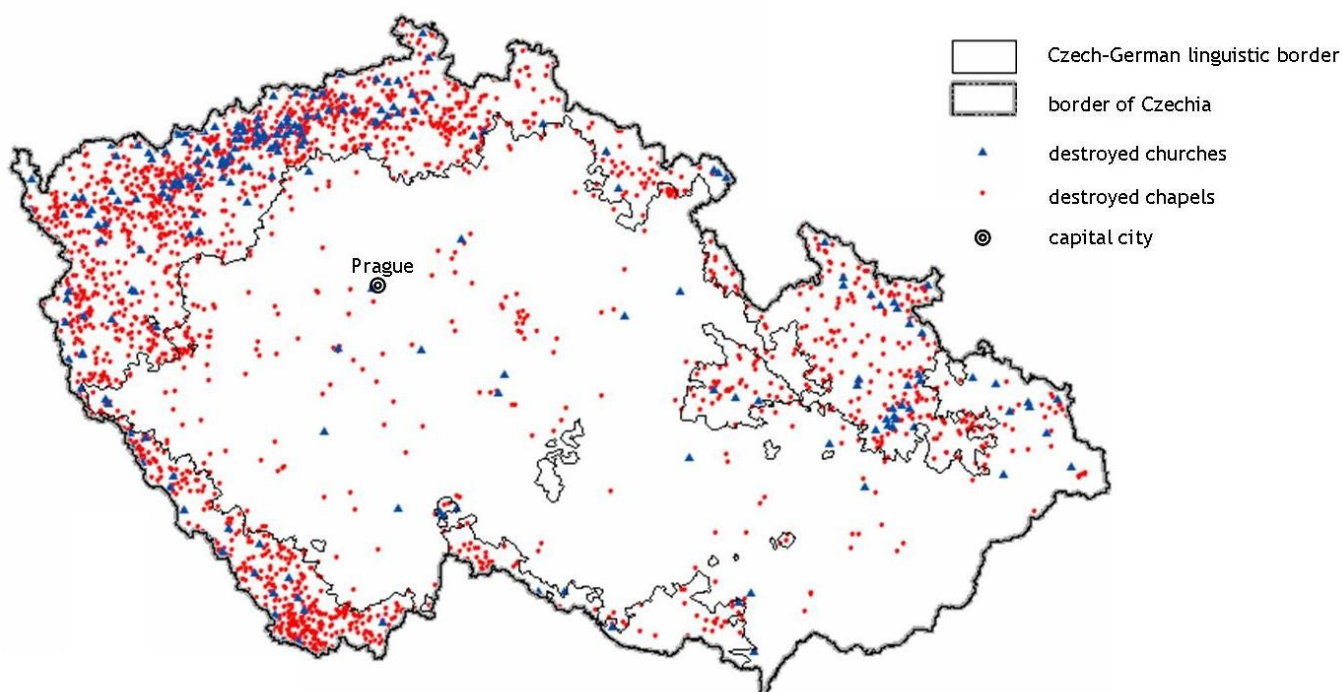 Czech-German linguistic border
border of Czechia
destroyed churches
destroyed chapels
capital city
Prague